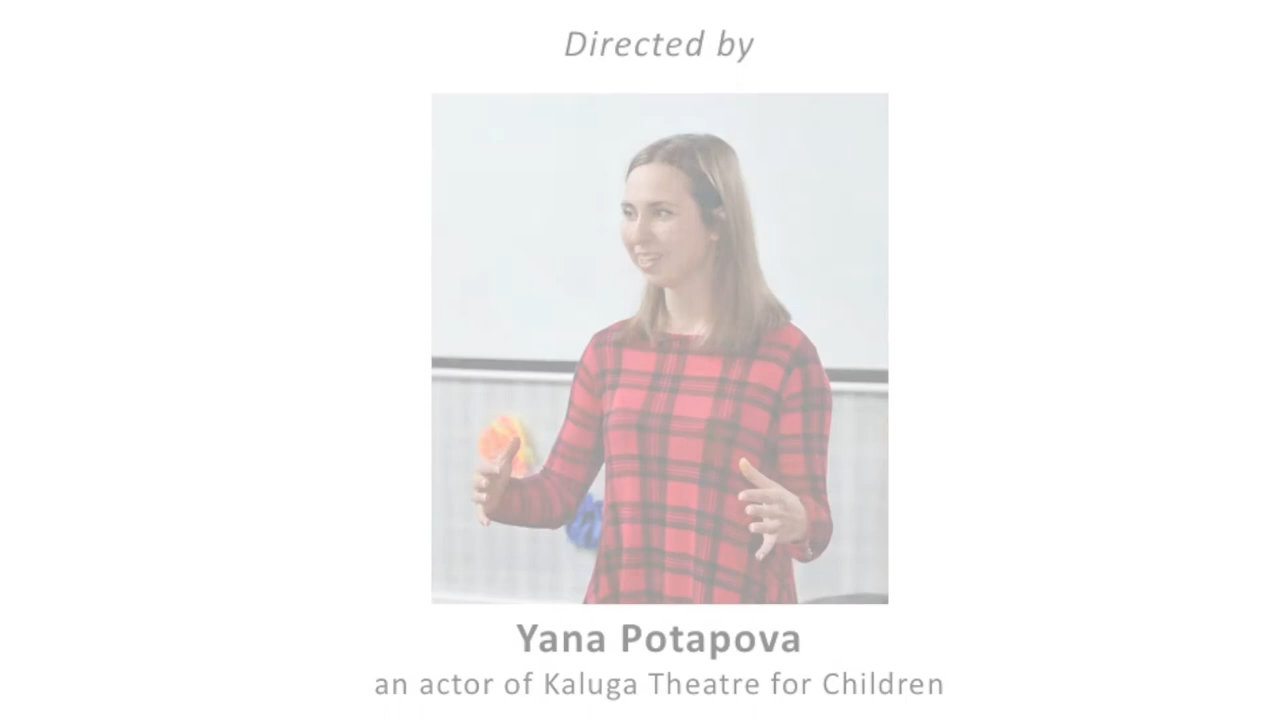 Directed by
Yana Potapova
an actor of Kaluga Theatre for Children